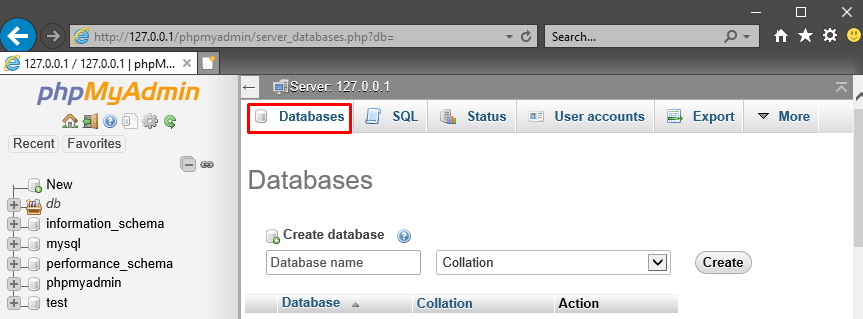 http://127.0.0.1/phpmyadmin/server_databases.php?db=
Search...
127.0.0.1 / 127.0.0.1 | phpM...
phpMyAdmin
Recent
Favorites
New
db
information_schema
mysql
performance_schema
phpmyadmin
test
Server: 127.0.0.1
Databases
SQL
Status
User accounts
Export
More
Databases
Create database
Database name
Collation
Create
Database
Collation
Action